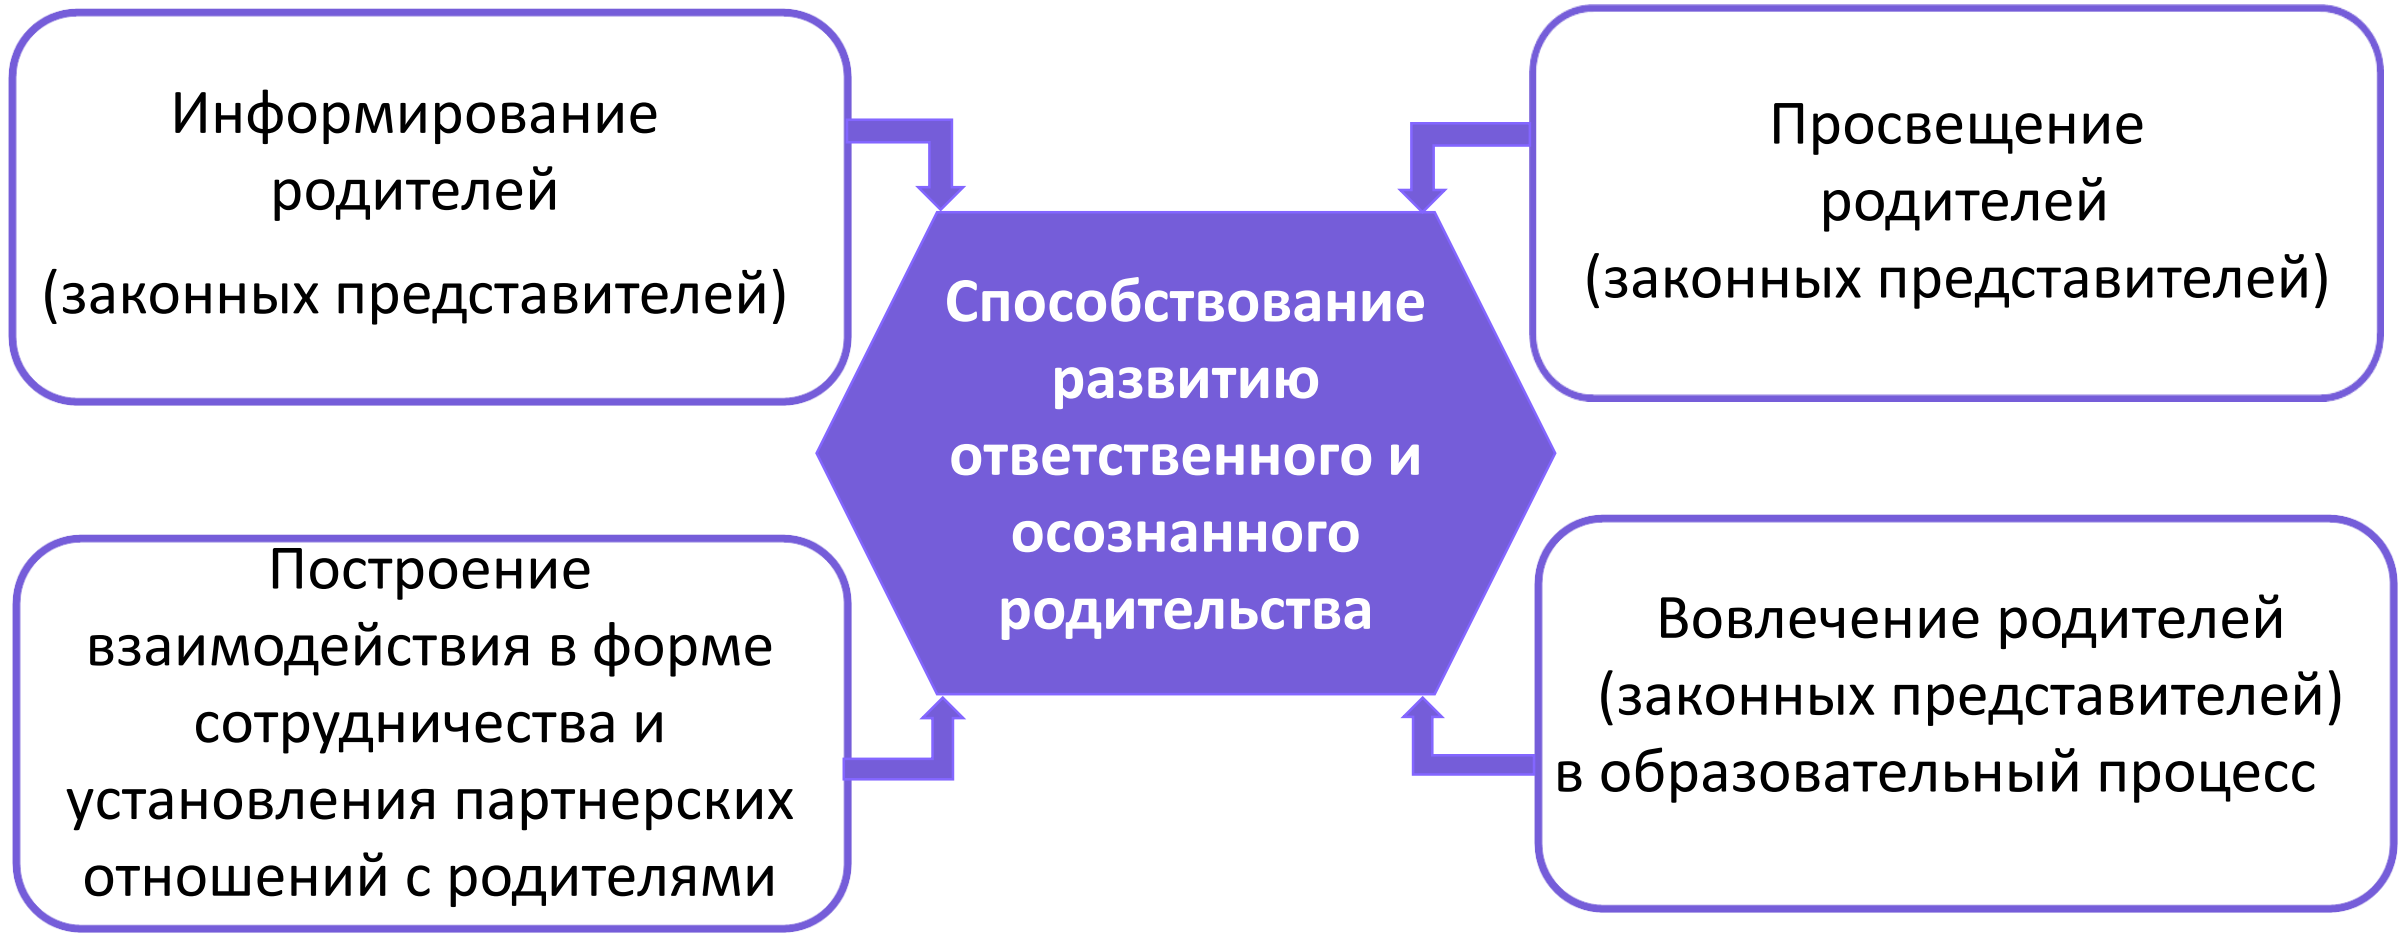 Информирование
родителей
(законных представителей)
Просвещение
родителей
(законных представителей)
Способствование
развитию
ответственного и
осознанного
родительства
Построение
взаимодействия в форме
сотрудничества и
установления партнерских
отношений с родителями
Вовлечение родителей
(законных представителей)
в образовательный процесс